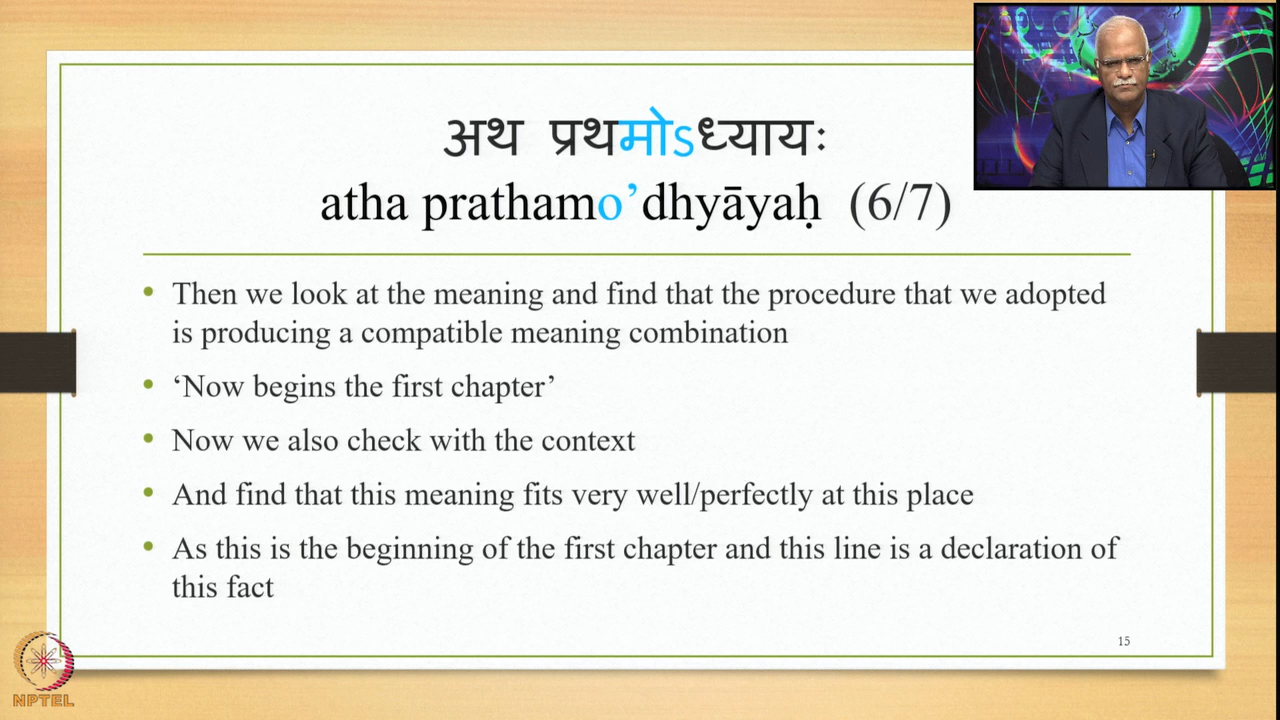 अथ प्रथमोऽध्यायः
atha prathamo’dhyāyaḥ (6/7)
• Then we look at the meaning and find that the procedure that we adopted
is producing a compatible meaning combination
• ‘Now begins the first chapter’
• Now we also check with the context
• And find that this meaning fits very well/perfectly at this place
• As this is the beginning of the first chapter and this line is a declaration of
this fact
15
NPTEL